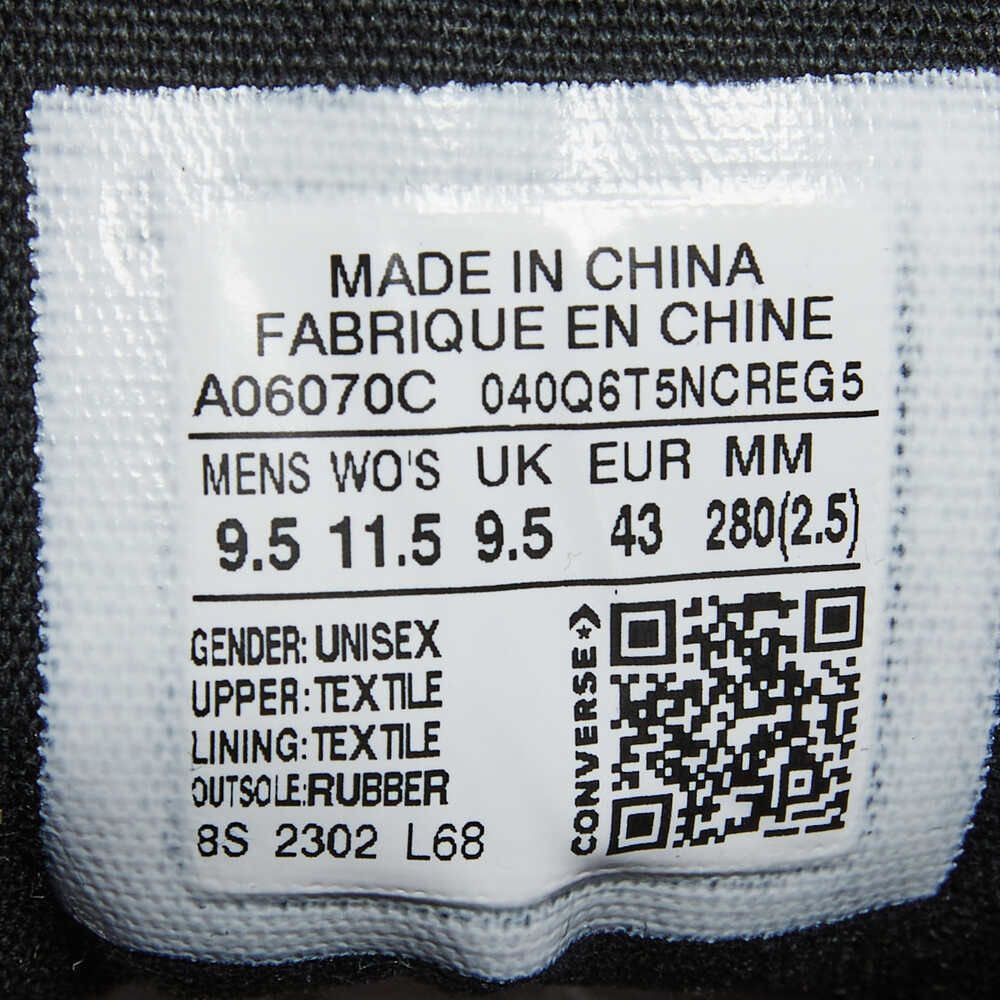 MADE IN CHINA
FABRIQUE EN CHINE
A06070C 040Q6T5NCREG5
MENS WO'S UK EUR MM
9.5 11.5 9.5 43 280(2.5)
GENDER: UNISEX
UPPER: TEXTILE
LINING: TEXTILE
OUTSOLE: RUBBER
8S 2302 L68
CONVERSE